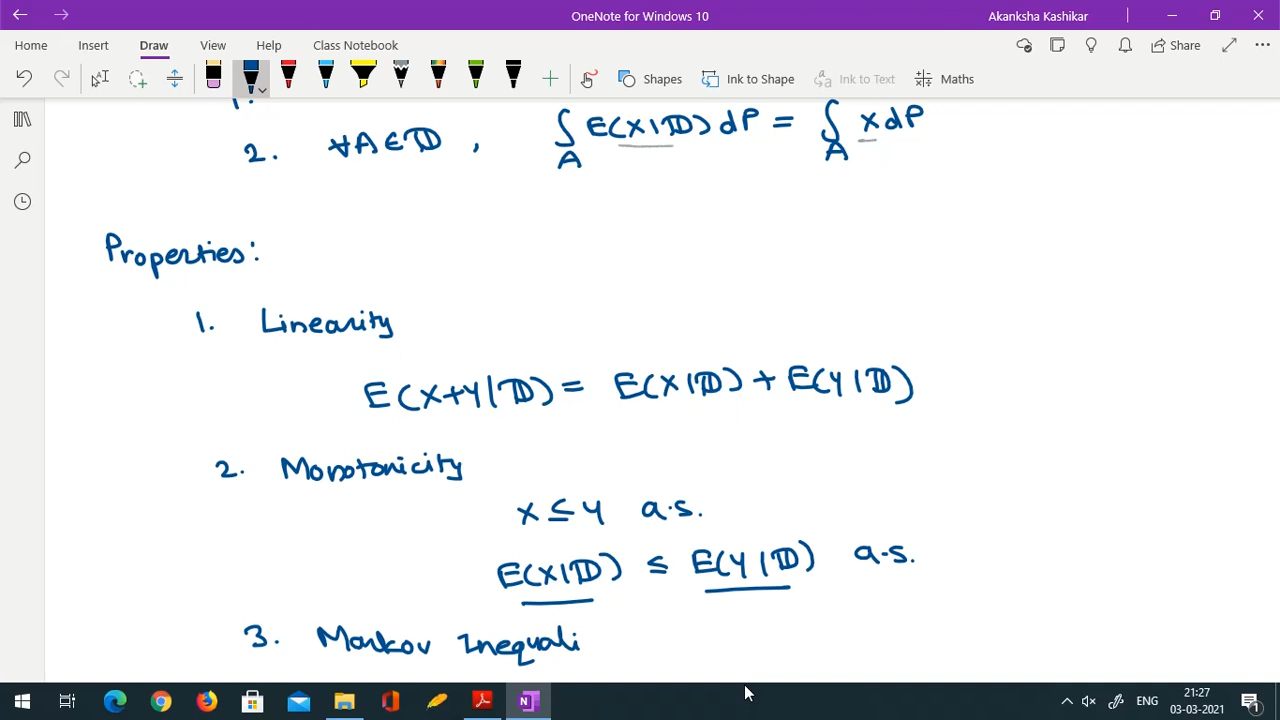 OneNote for Windows 10
Akanksha Kashikar
Home Insert Draw View Help Class Notebook Share
Shapes Ink to Shape Ink to Text Maths
1.
2. ∀A∈𝔻, ∫_A E(X|𝔻)dP = ∫_A XdP
Properties:
1. Linearity
E(X+Y|𝔻) = E(X|𝔻) + E(Y|𝔻)
2. Monotonicity
X ≤ Y a.s.
E(X|𝔻) ≤ E(Y|𝔻) a.s.
3. Markov Inequali
ENG 21:27
03-03-2021